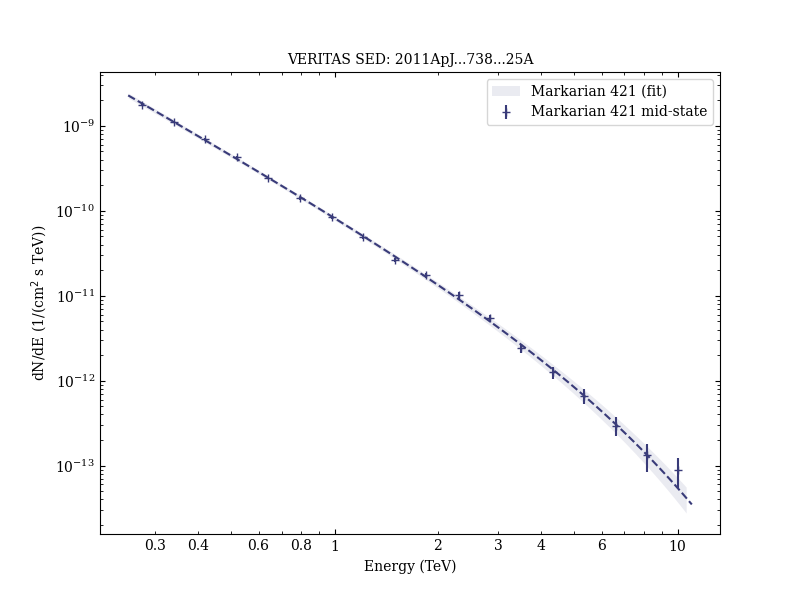 VERITAS SED: 2011ApJ...738...25A
Markarian 421 (fit)
Markarian 421 mid-state
dN/dE (1/(cm² s TeV))
10⁻⁹
10⁻¹⁰
10⁻¹¹
10⁻¹²
10⁻¹³
0.3 0.4 0.6 0.8 1 2 3 4 6 10
Energy (TeV)